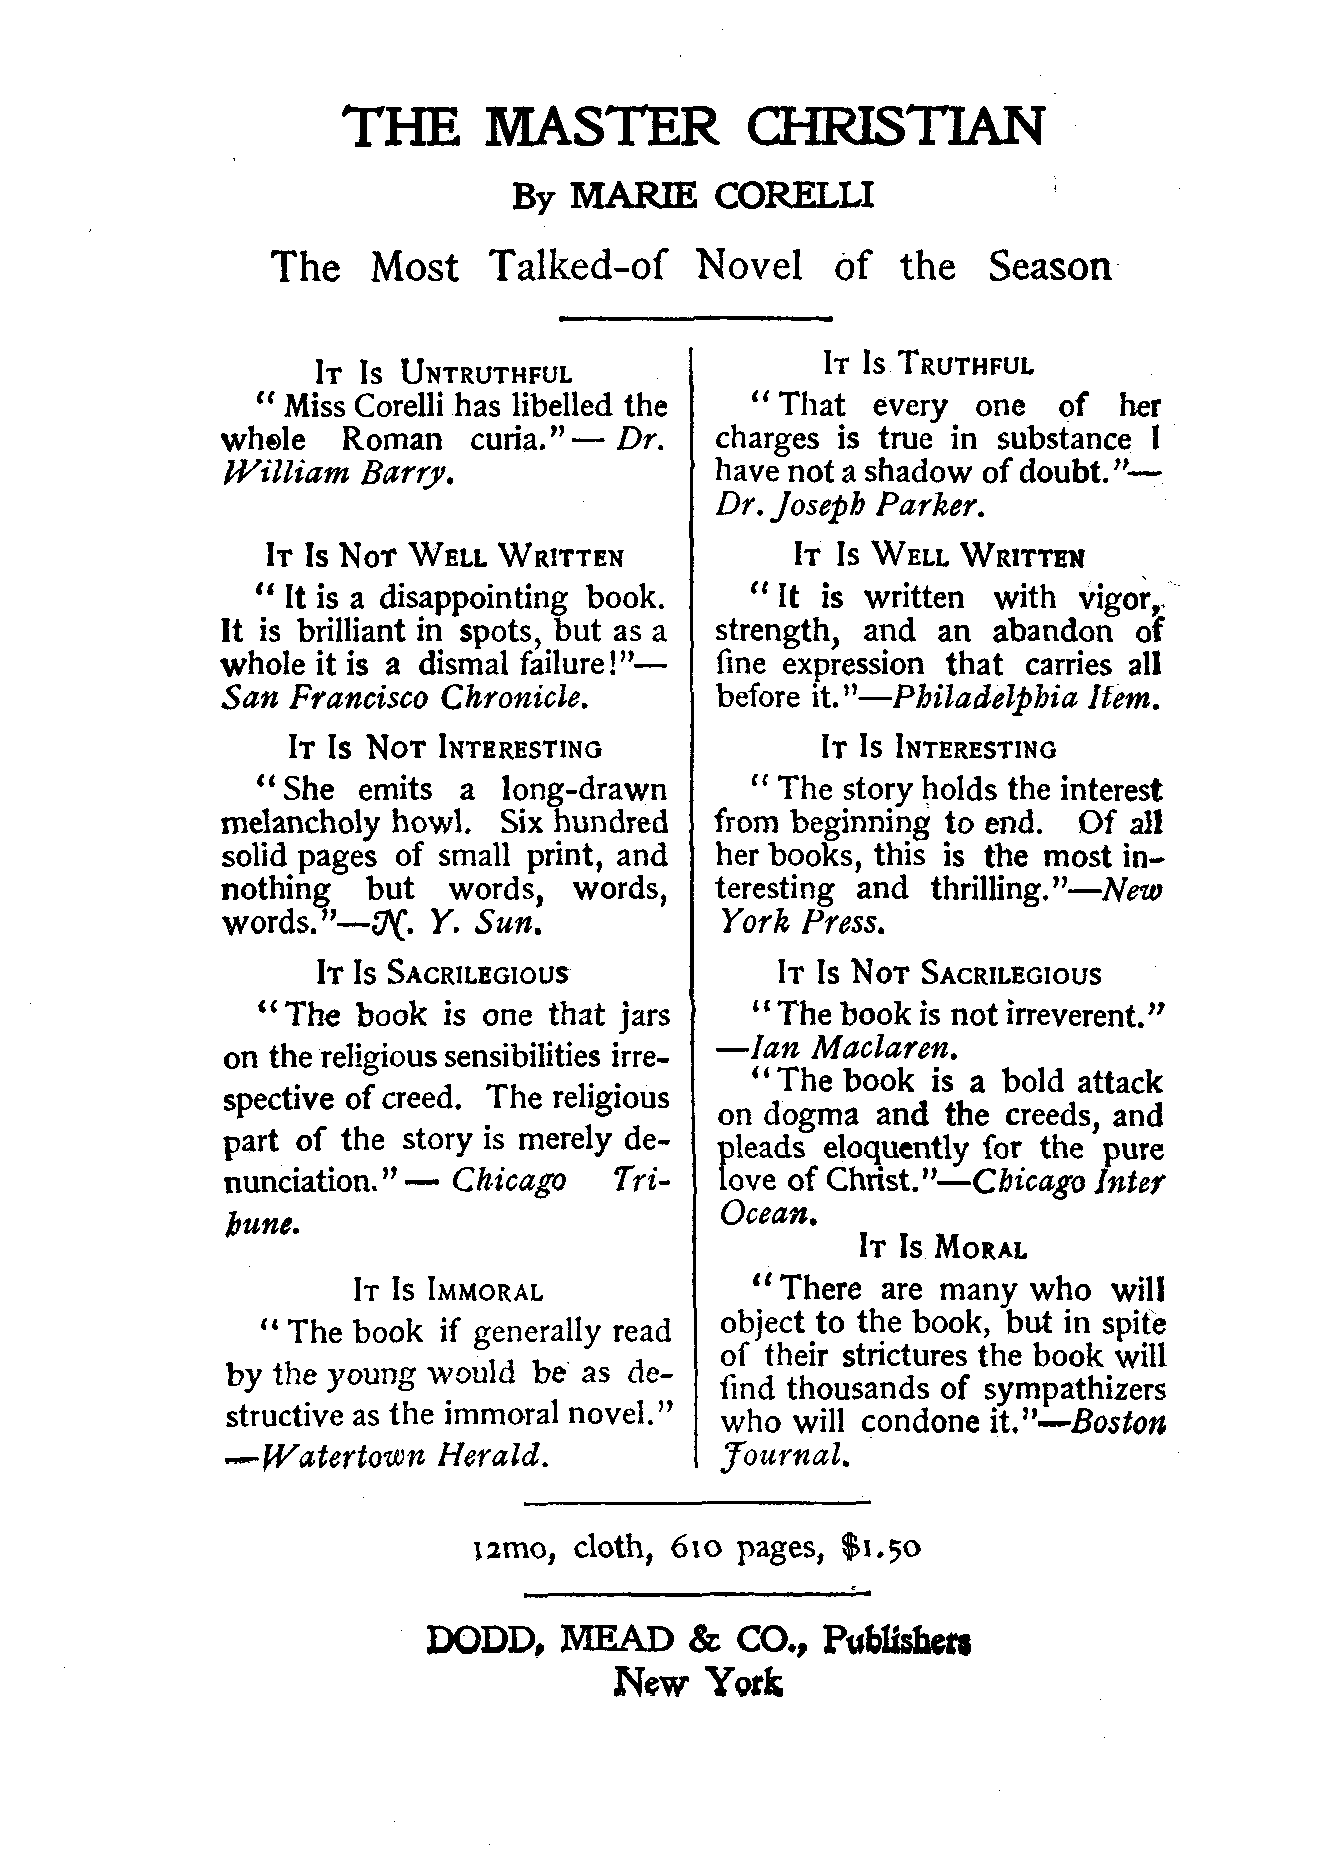 THE MASTER CHRISTIAN
By MARIE CORELLI
The Most Talked-of Novel of the Season
It Is Untruthful
“Miss Corelli has libelled the
whole Roman curia.”— Dr.
William Barry.
It Is Not Well Written
“It is a disappointing book.
It is brilliant in spots, but as a
whole it is a dismal failure!”—
San Francisco Chronicle.
It Is Not Interesting
“She emits a long-drawn
melancholy howl. Six hundred
solid pages of small print, and
nothing but words, words,
words.”—N. Y. Sun.
It Is Sacrilegious
“The book is one that jars
on the religious sensibilities irre-
spective of creed. The religious
part of the story is merely de-
nunciation.”— Chicago Tri-
bune.
It Is Immoral
“The book if generally read
by the young would be as de-
structive as the immoral novel.”
—Watertown Herald.
It Is Truthful
“That every one of her
charges is true in substance I
have not a shadow of doubt.”—
Dr. Joseph Parker.
It Is Well Written
“It is written with vigor,
strength, and an abandon of
fine expression that carries all
before it.”—Philadelphia Item.
It Is Interesting
“The story holds the interest
from beginning to end. Of all
her books, this is the most in-
teresting and thrilling.”—New
York Press.
It Is Not Sacrilegious
“The book is not irreverent.”
—Ian Maclaren.
“The book is a bold attack
on dogma and the creeds, and
pleads eloquently for the pure
love of Christ.”—Chicago Inter
Ocean.
It Is Moral
“There are many who will
object to the book, but in spite
of their strictures the book will
find thousands of sympathizers
who will condone it.”—Boston
Journal.
12mo, cloth, 610 pages, $1.50
DODD, MEAD & CO., Publishers
New York